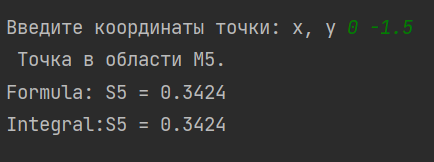 Введите координаты точки: x, y 0 -1.5
Точка в области M5.
Formula: S5 = 0.3424
Integral:S5 = 0.3424